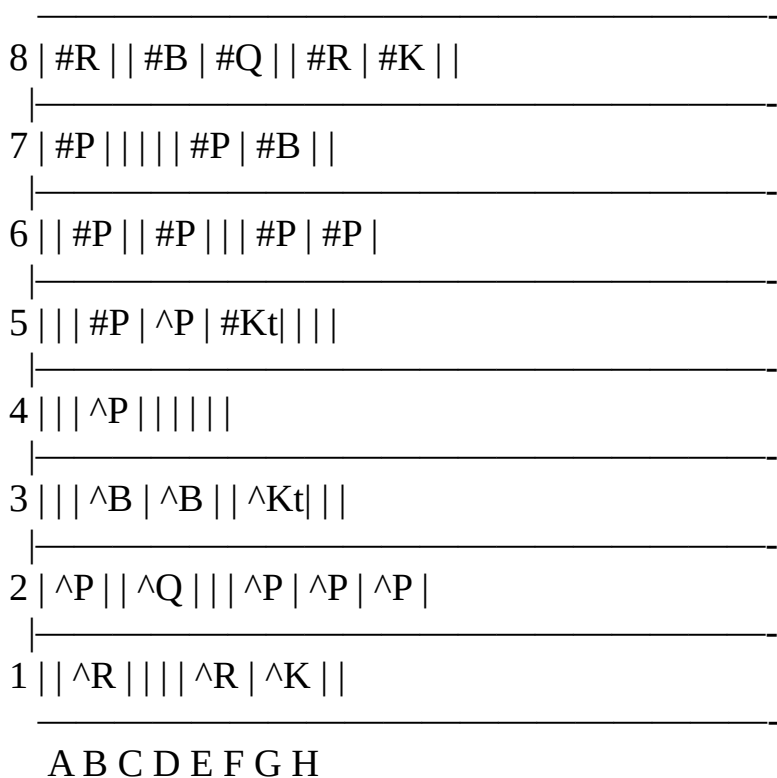 ————————————————————-
8 | #R | | #B | #Q | | #R | #K | |
|————————————————————-
7 | #P | | | | | #P | #B | |
|————————————————————-
6 | | #P | | #P | | | #P | #P |
|————————————————————-
5 | | | #P | ^P | #Kt| | | |
|————————————————————-
4 | | | ^P | | | | | |
|————————————————————-
3 | | | ^B | ^B | | ^Kt| | |
|————————————————————-
2 | ^P | | ^Q | | | ^P | ^P | ^P |
|————————————————————-
1 | | ^R | | | | ^R | ^K | |
————————————————————-
A B C D E F G H